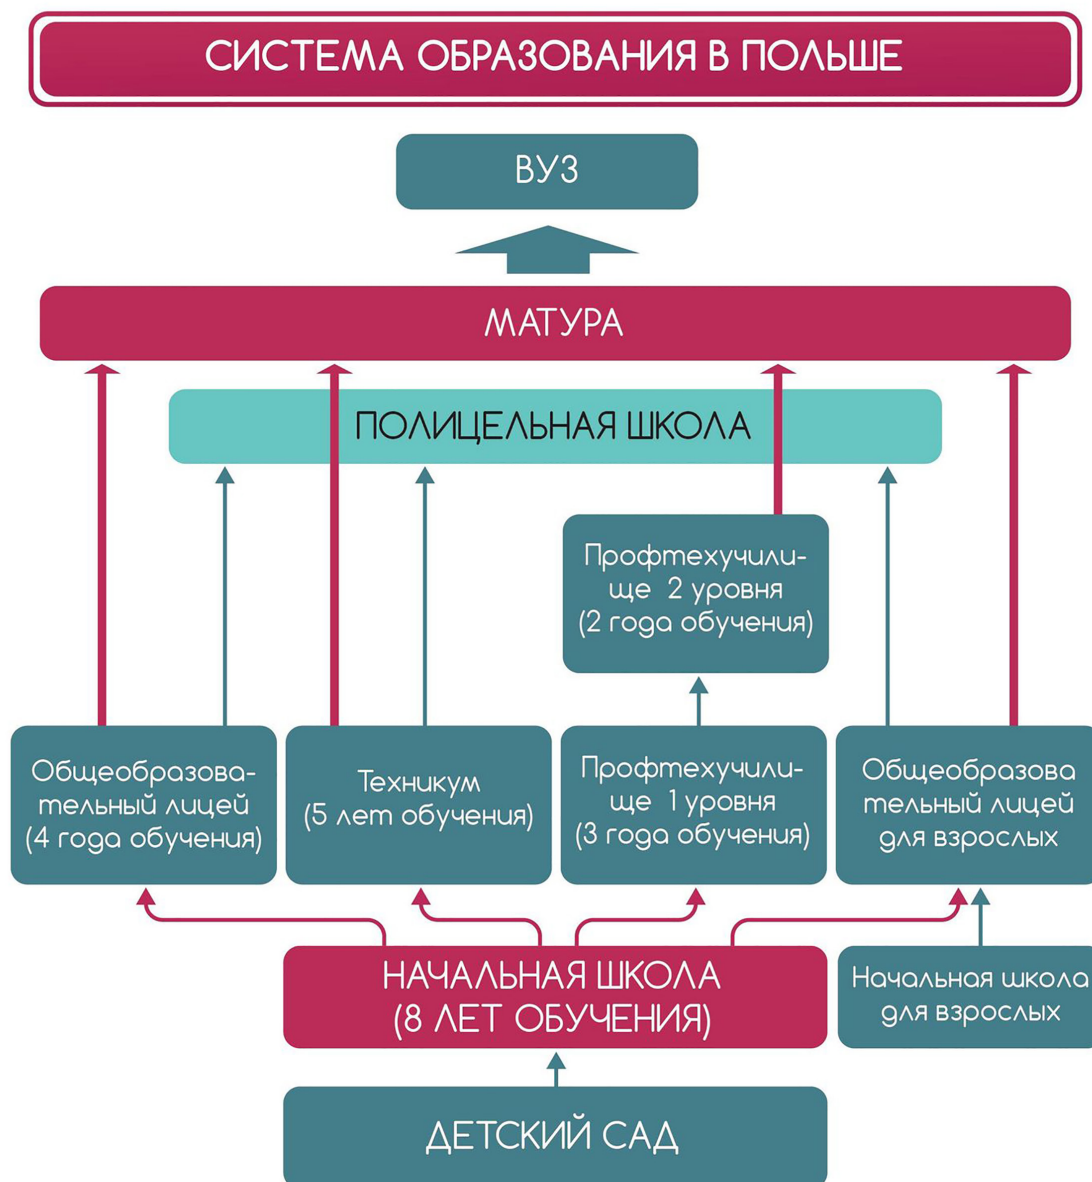 СИСТЕМА ОБРАЗОВАНИЯ В ПОЛЬШЕ
ВУЗ
МАТУРА
ПОЛИЦЕЛЬНАЯ ШКОЛА
Профтехучили-
ще 2 уровня
(2 года обучения)
Общеобразова-
тельный лицей
(4 года обучения)
Техникум
(5 лет обучения)
Профтехучили-
ще 1 уровня
(3 года обучения)
Общеобразова
тельный лицей
для взрослых
НАЧАЛЬНАЯ ШКОЛА
(8 ЛЕТ ОБУЧЕНИЯ)
Начальная школа
для взрослых
ДЕТСКИЙ САД